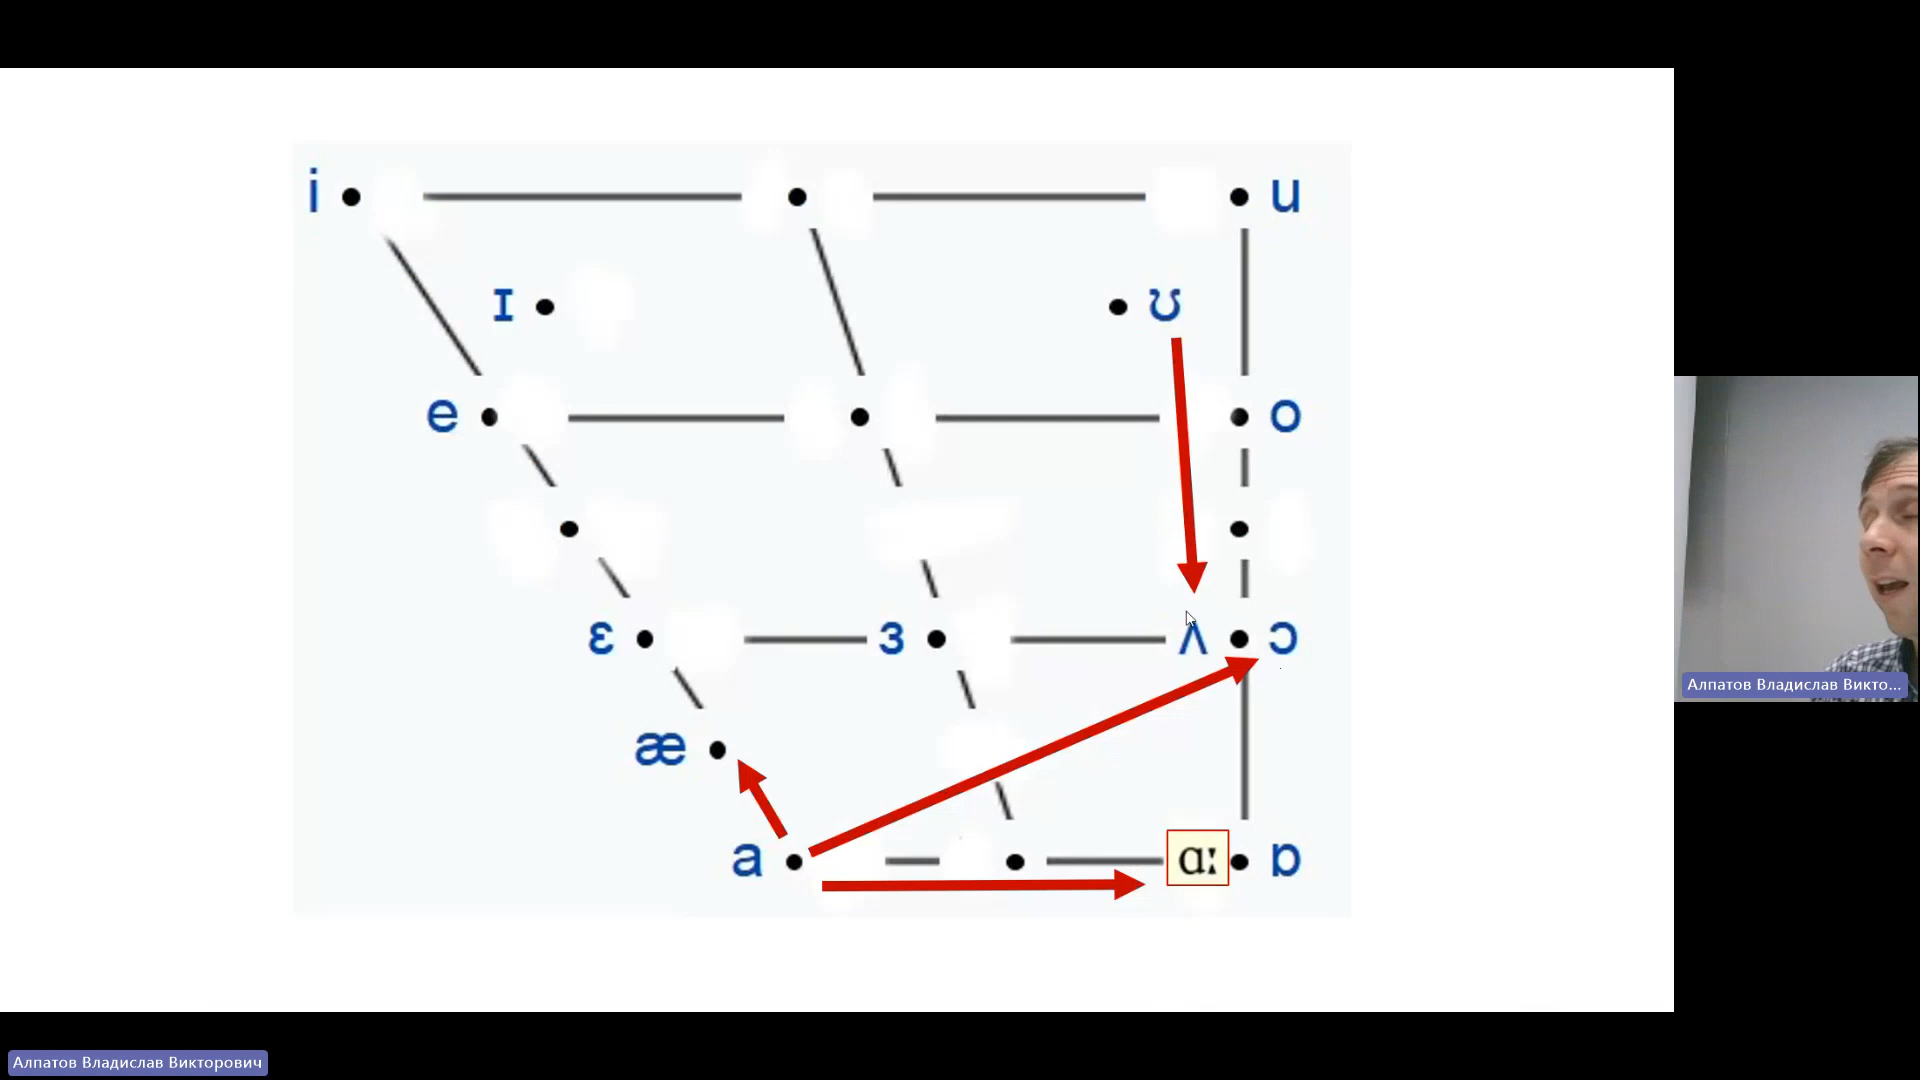 i u
ɪ ʊ
e o
ɛ ɜ ʌ ɔ
æ
a ɑː ɒ
Алпатов Владислав Викто...
Алпатов Владислав Викторович